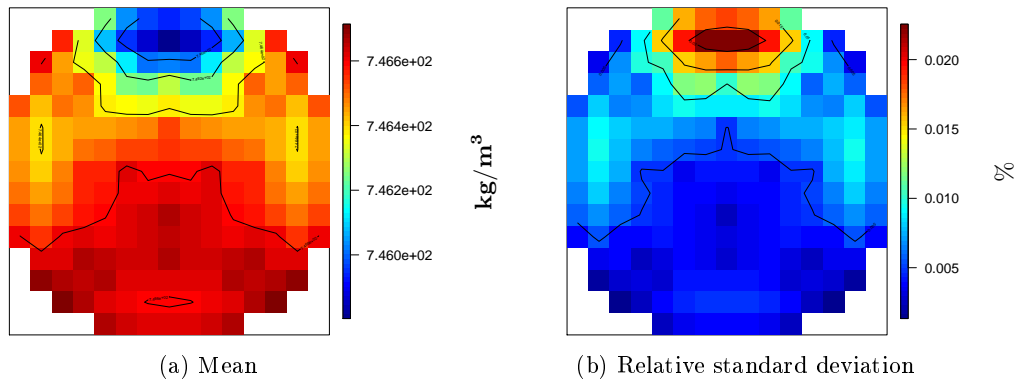 7.466e+02
7.464e+02
7.462e+02
7.460e+02
kg/m³
0.020
0.015
0.010
0.005
%
(a) Mean
(b) Relative standard deviation